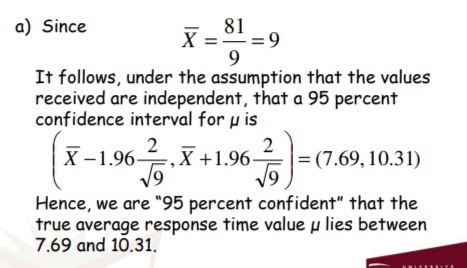 a) Since
X̅ = 81/9 = 9
It follows, under the assumption that the values
received are independent, that a 95 percent
confidence interval for μ is
(X̅ − 1.96 2/√9 , X̅ + 1.96 2/√9) = (7.69, 10.31)
Hence, we are "95 percent confident" that the
true average response time value μ lies between
7.69 and 10.31.